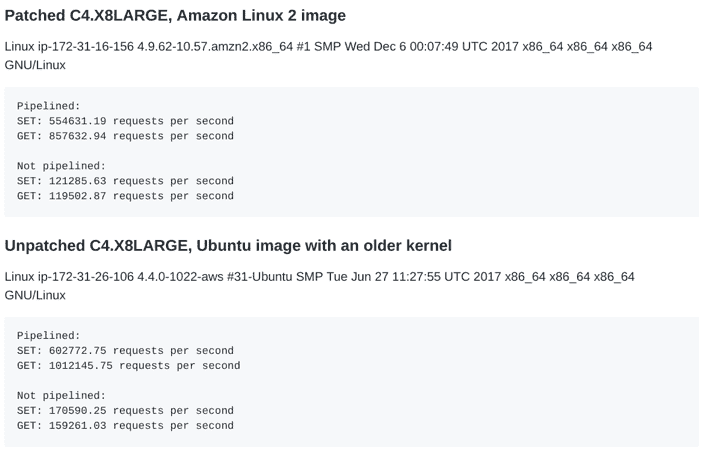 Patched C4.X8LARGE, Amazon Linux 2 image
Linux ip-172-31-16-156 4.9.62-10.57.amzn2.x86_64 #1 SMP Wed Dec 6 00:07:49 UTC 2017 x86_64 x86_64 x86_64
GNU/Linux
Pipelined:
SET: 554631.19 requests per second
GET: 857632.94 requests per second
Not pipelined:
SET: 121285.63 requests per second
GET: 119502.87 requests per second
Unpatched C4.X8LARGE, Ubuntu image with an older kernel
Linux ip-172-31-26-106 4.4.0-1022-aws #31-Ubuntu SMP Tue Jun 27 11:27:55 UTC 2017 x86_64 x86_64 x86_64
GNU/Linux
Pipelined:
SET: 602772.75 requests per second
GET: 1012145.75 requests per second
Not pipelined:
SET: 170590.25 requests per second
GET: 159261.03 requests per second